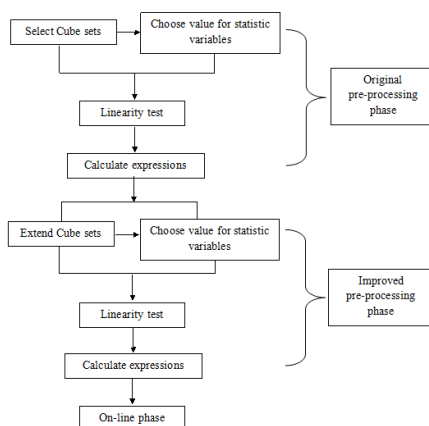 Select Cube sets
Choose value for statistic
variables
Linearity test
Calculate expressions
Original
pre-processing
phase
Extend Cube sets
Choose value for statistic
variables
Linearity test
Calculate expressions
Improved
pre-processing
phase
On-line phase